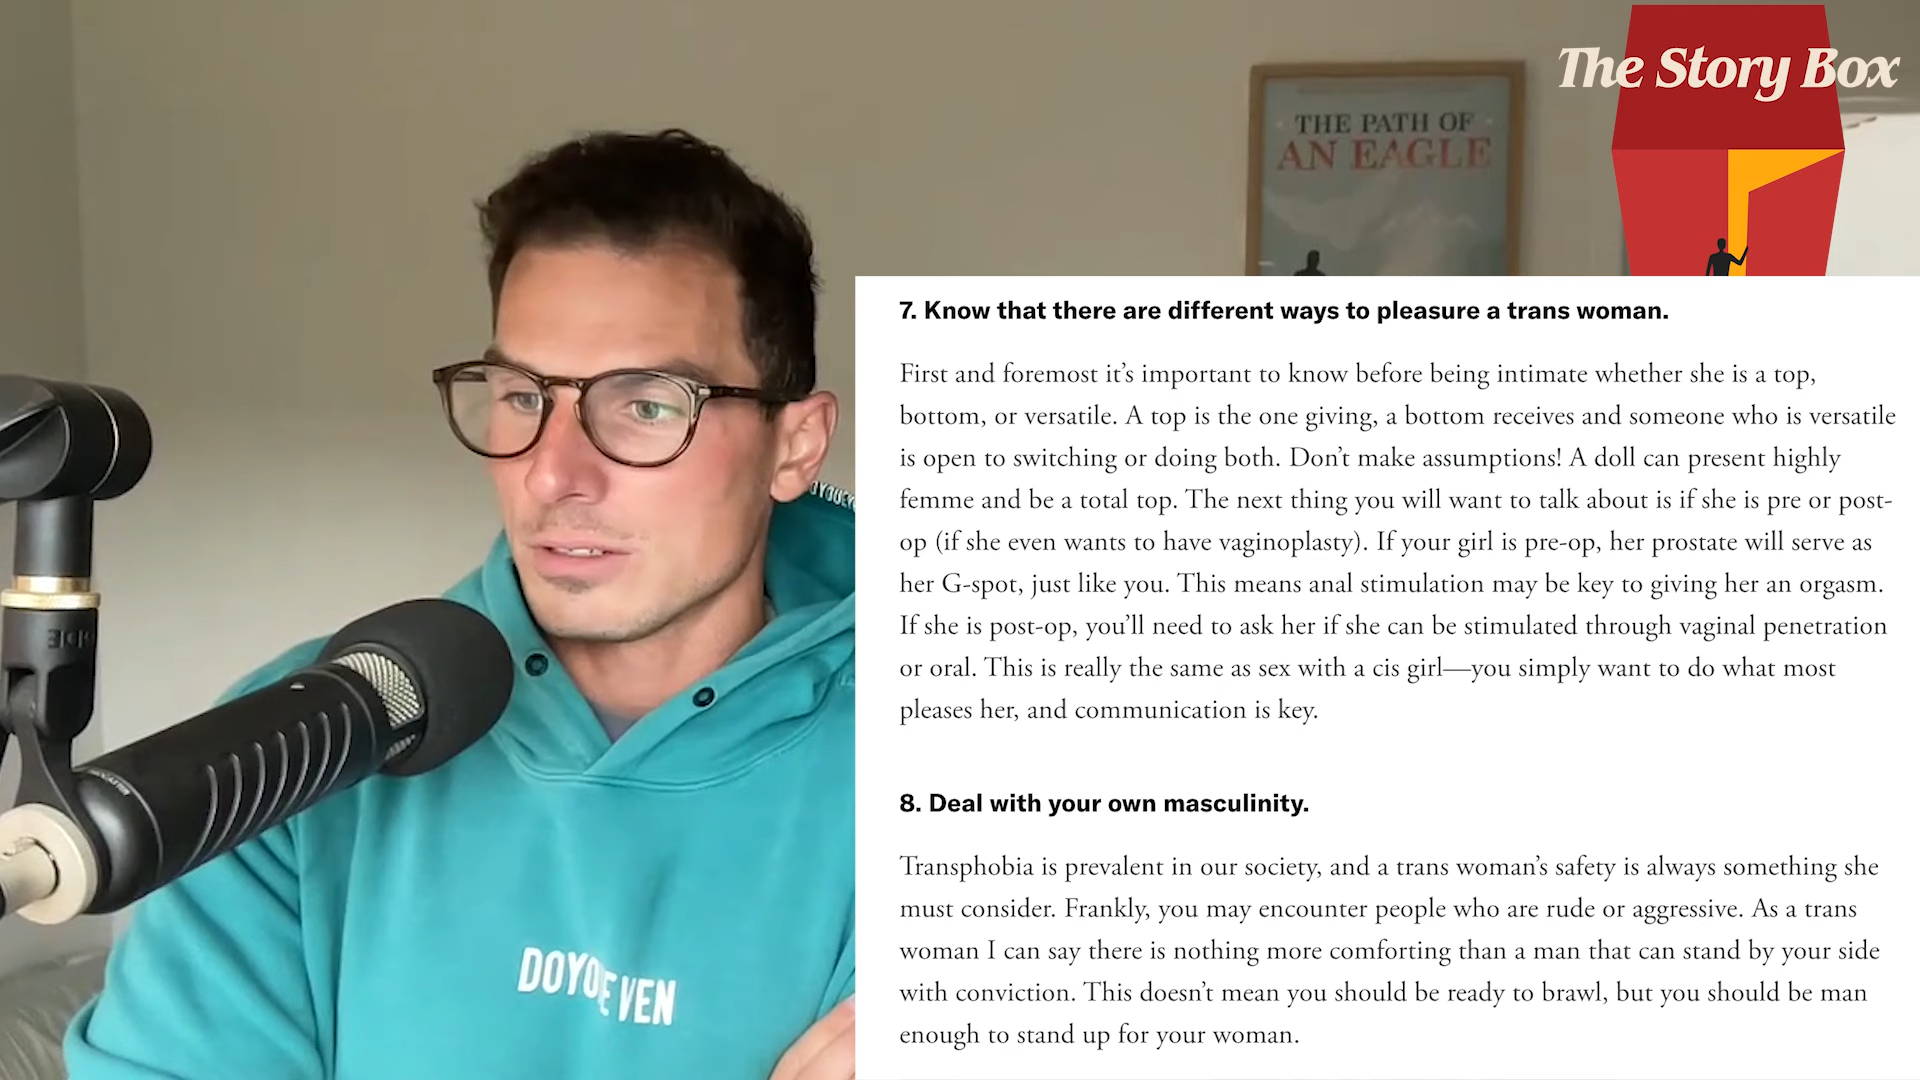 The Story Box
THE PATH OF
AN EAGLE
7. Know that there are different ways to pleasure a trans woman.
First and foremost it’s important to know before being intimate whether she is a top,
bottom, or versatile. A top is the one giving, a bottom receives and someone who is versatile
is open to switching or doing both. Don’t make assumptions! A doll can present highly
femme and be a total top. The next thing you will want to talk about is if she is pre or post-
op (if she even wants to have vaginoplasty). If your girl is pre-op, her prostate will serve as
her G-spot, just like you. This means anal stimulation may be key to giving her an orgasm.
If she is post-op, you’ll need to ask her if she can be stimulated through vaginal penetration
or oral. This is really the same as sex with a cis girl—you simply want to do what most
pleases her, and communication is key.
8. Deal with your own masculinity.
Transphobia is prevalent in our society, and a trans woman’s safety is always something she
must consider. Frankly, you may encounter people who are rude or aggressive. As a trans
woman I can say there is nothing more comforting than a man that can stand by your side
with conviction. This doesn’t mean you should be ready to brawl, but you should be man
enough to stand up for your woman.
DOYOUEVEN